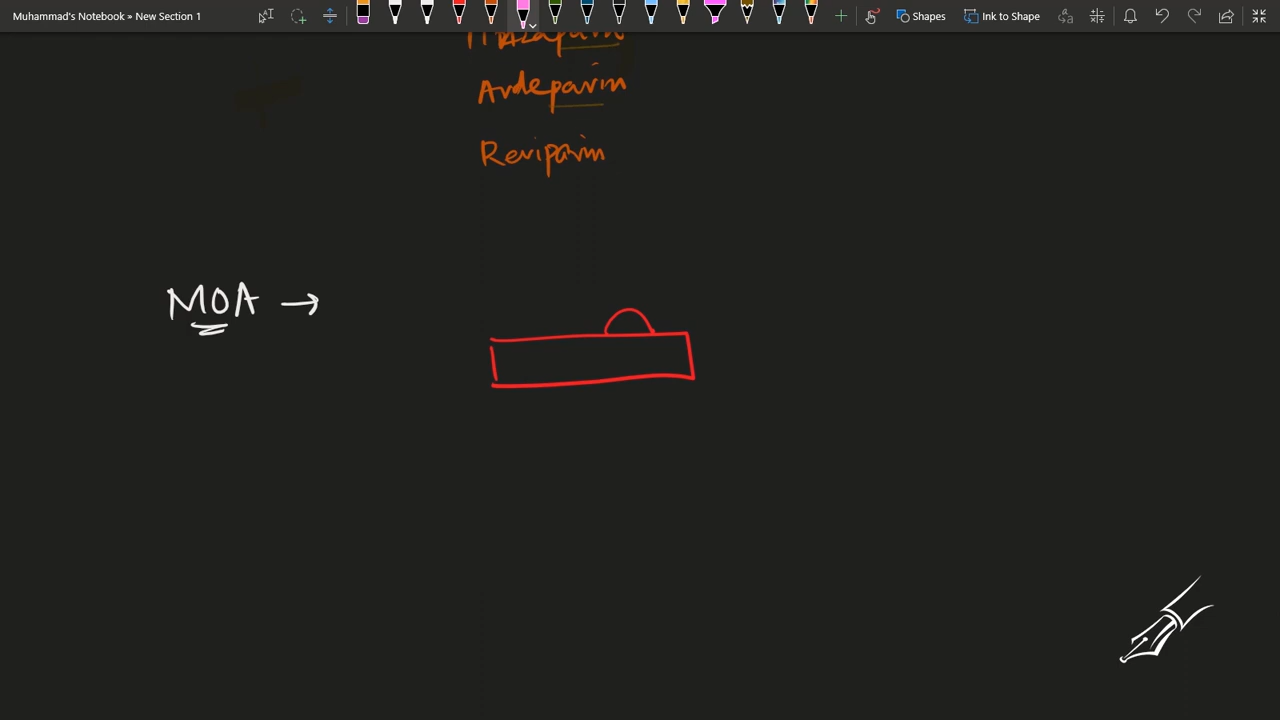 Muhammad's Notebook » New Section 1
Shapes
Ink to Shape
Ardeparin
Reviparin
MOA →